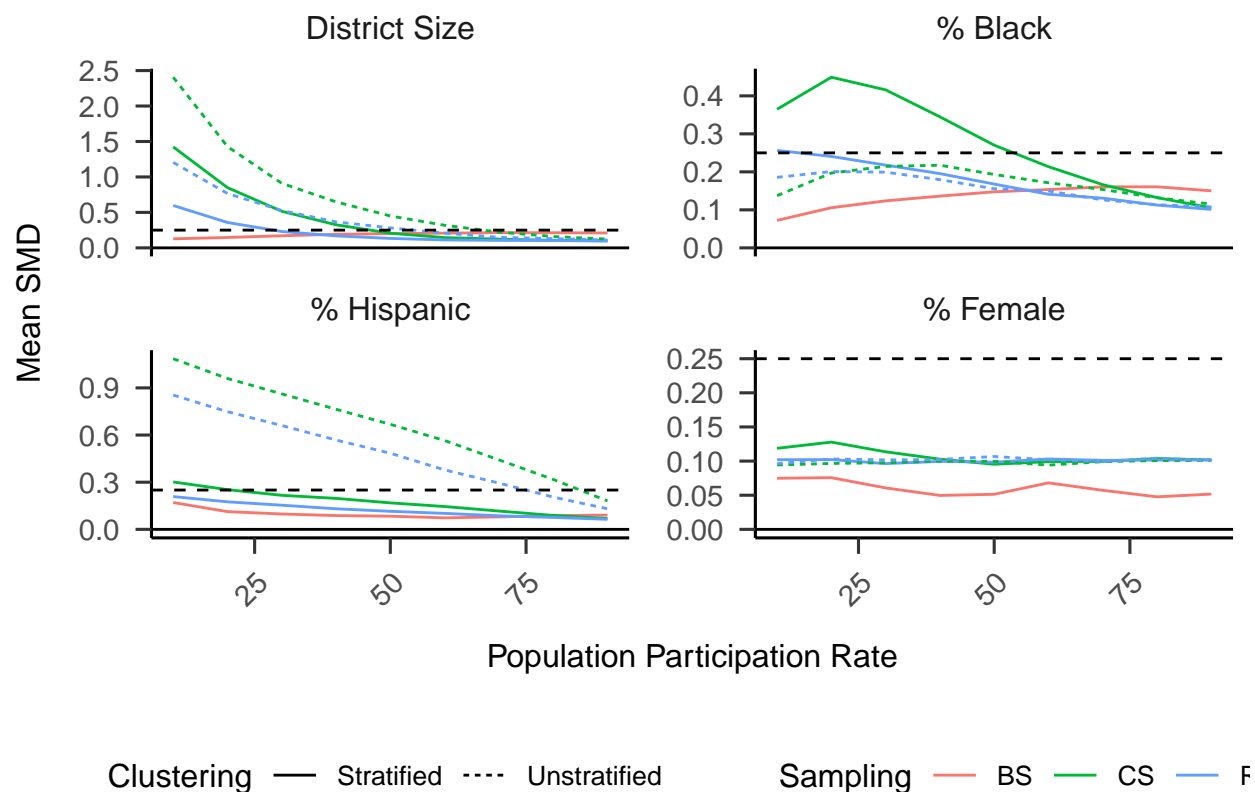 District Size
% Black
2.5
2.0
1.5
1.0
0.5
0.0
0.4
0.3
0.2
0.1
0.0
Mean SMD
% Hispanic
% Female
0.9
0.6
0.3
0.0
0.25
0.20
0.15
0.10
0.05
0.00
25 50 75
25 50 75
Population Participation Rate
Clustering Stratified Unstratified Sampling BS CS